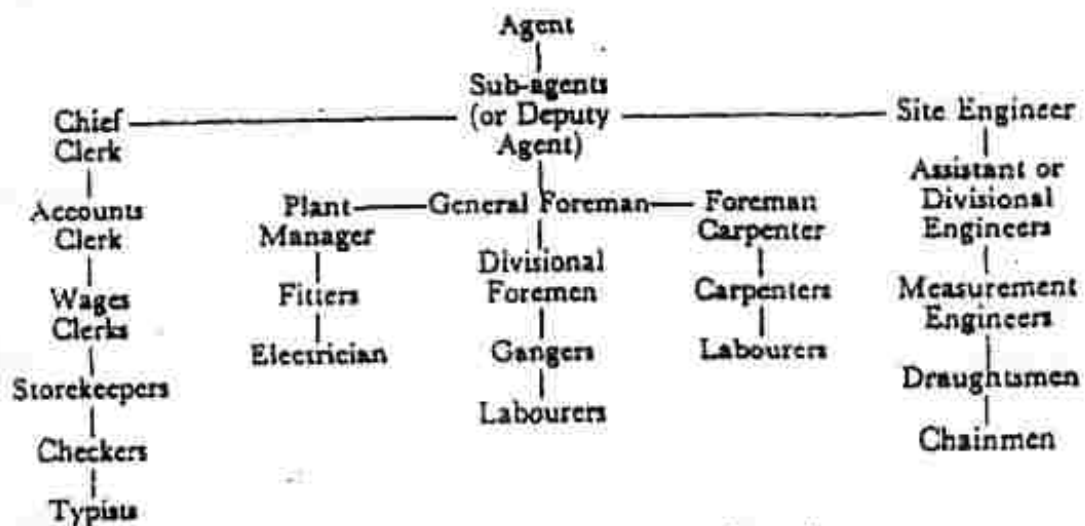 Agent
Sub-agents
(or Deputy
Agent)
Chief
Clerk
Accounts
Clerk
Wages
Clerks
Storekeepers
Checkers
Typists
Plant
Manager
Fitters
Electrician
General Foreman
Divisional
Foremen
Gangers
Labourers
Foreman
Carpenter
Carpenters
Labourers
Site Engineer
Assistant or
Divisional
Engineers
Measurement
Engineers
Draughtsmen
Chainmen